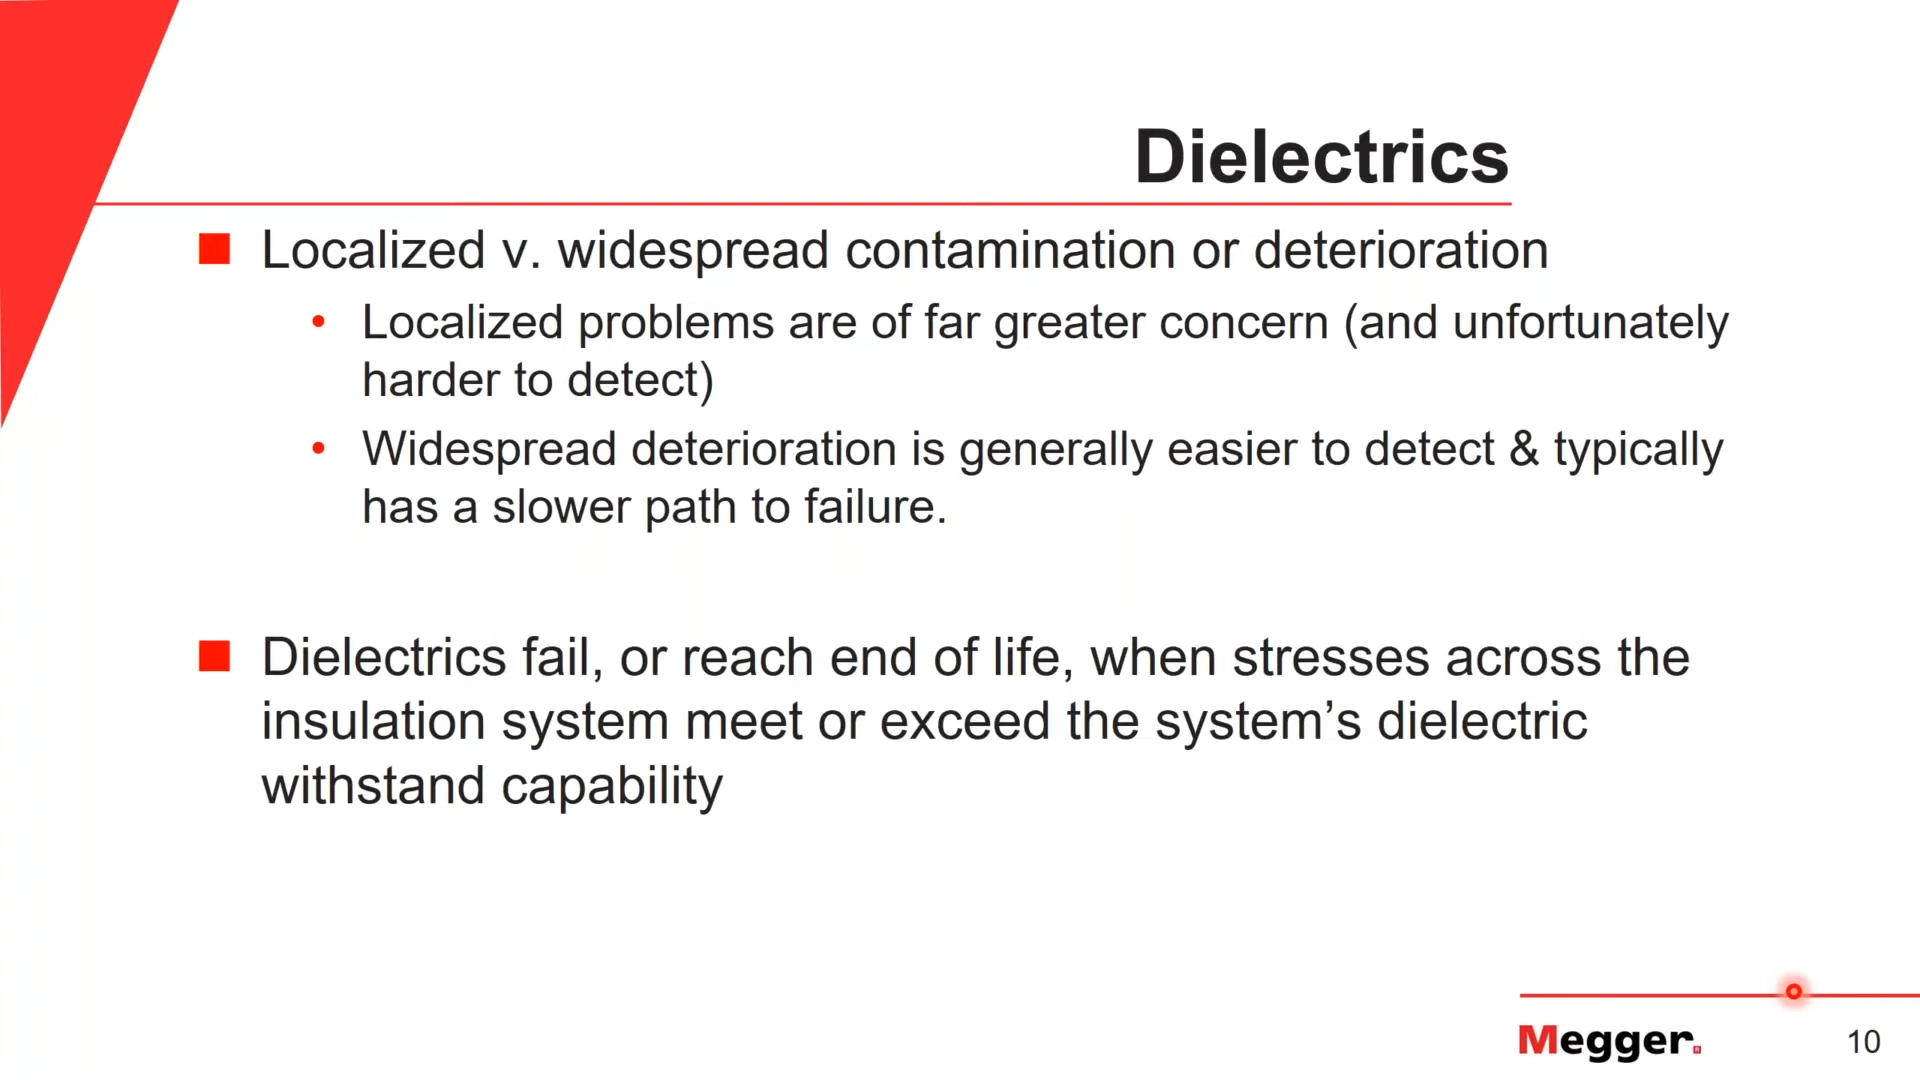 Dielectrics
Localized v. widespread contamination or deterioration
Localized problems are of far greater concern (and unfortunately
harder to detect)
Widespread deterioration is generally easier to detect & typically
has a slower path to failure.
Dielectrics fail, or reach end of life, when stresses across the
insulation system meet or exceed the system’s dielectric
withstand capability
Megger.
10